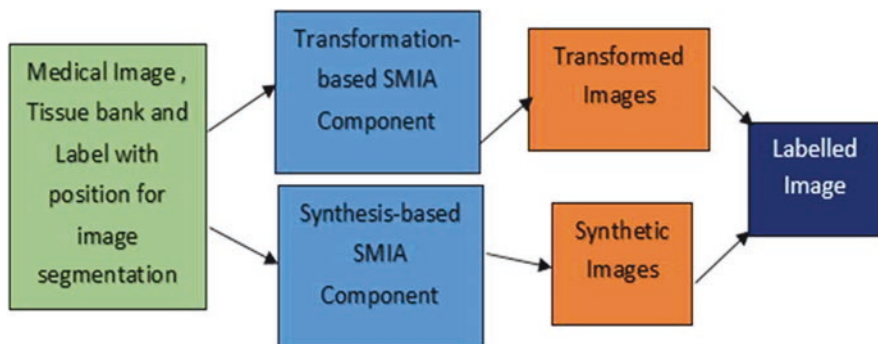 Medical Image ,
Tissue bank and
Label with
position for
image
segmentation
Transformation-
based SMIA
Component
Transformed
Images
Labelled
Image
Synthesis-based
SMIA
Component
Synthetic
Images